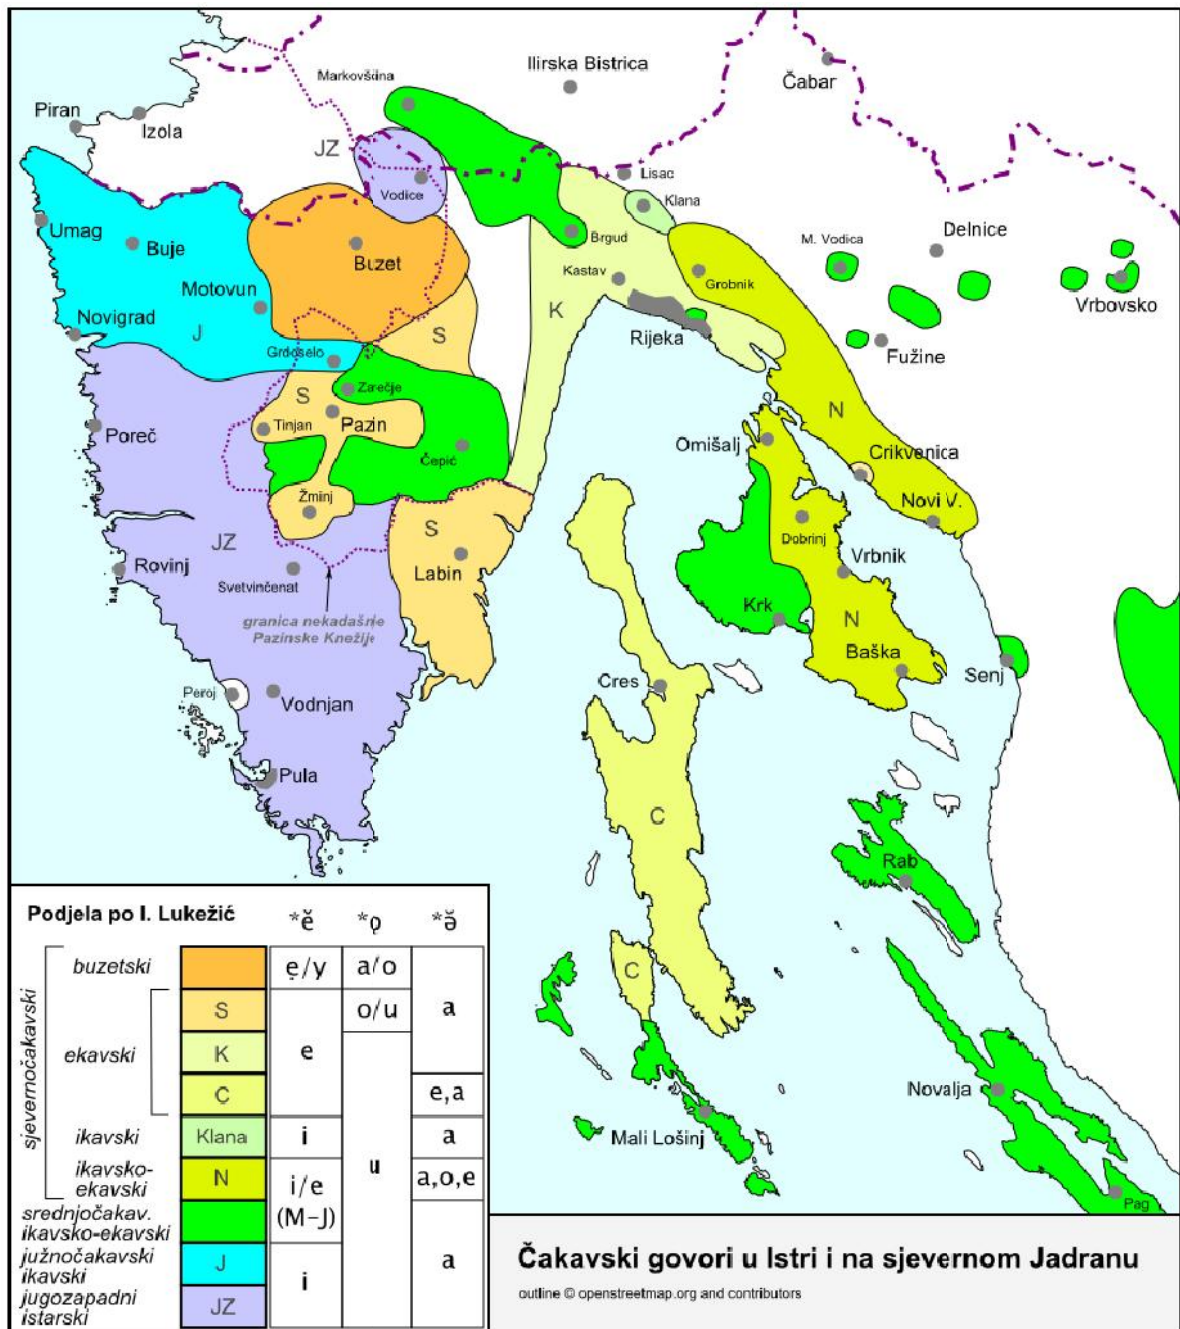 Markovščina
Ilirska Bistrica
Čabar
Piran
Izola
JZ
Vodice
Lisac
Klana
Umag
Buje
Buzet
Brgud
M. Vodica
Delnice
Motovun
Kastav
Grobnik
Vrbovsko
Novigrad
J
S
K
Rijeka
Fužine
Grdoselo
Zarečje
S
Tinjan
Pazin
N
Poreč
Čepić
Omišalj
Crikvenica
Žminj
Novi V.
JZ
S
Dobrinj
Vrbnik
Rovinj
Svetvinčenat
Labin
granica nekadašnje
Pazinske Knežije
Krk
N
Baška
Senj
Peroj
Vodnjan
Cres
Pula
C
Rab
C
Novalja
Mali Lošinj
Pag
Podjela po I. Lukežić *ě *ǫ *ə̆
sjevernočakavski
buzetski ẹ/y a/o a
ekavski S e o/u
K u
C e,a
ikavski Klana i a
ikavsko-
ekavski N i/e
(M-J) a,o,e
srednjočakav.
ikavsko-ekavski a
južnočakavski
ikavski J i
jugozapadni
istarski JZ
Čakavski govori u Istri i na sjevernom Jadranu
outline © openstreetmap.org and contributors